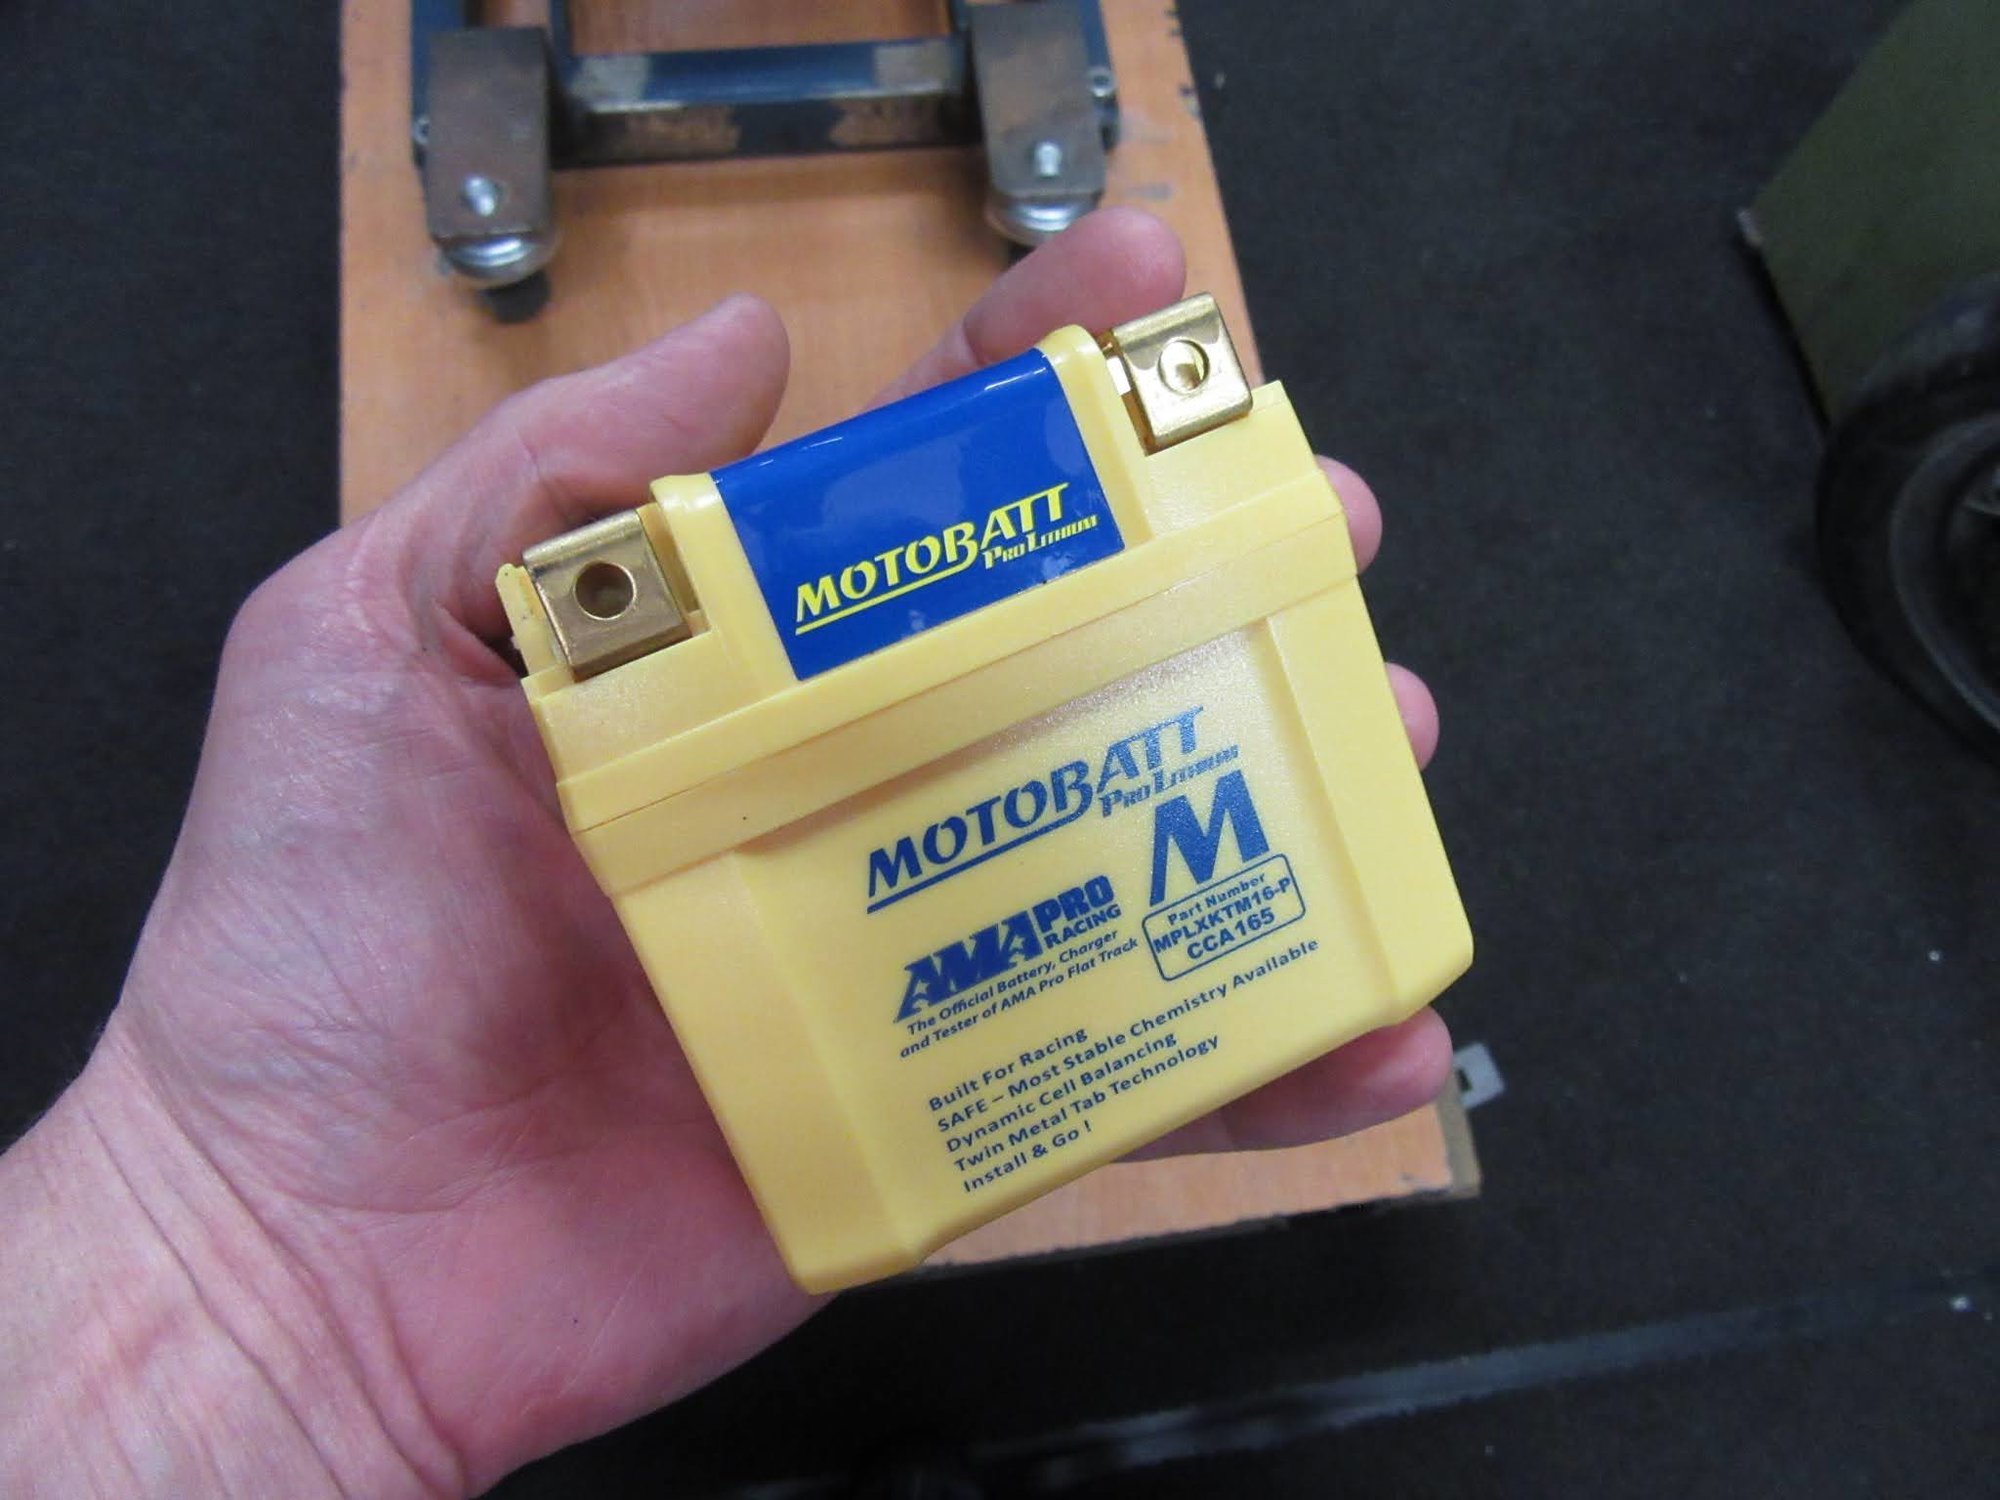 MOTOBATT
PRO LITHIUM
MOTOBATT
PRO LITHIUM
M
AMA PRO
RACING
The Official Battery, Charger
and Tester of AMA Pro Flat Track
Part Number
MPLXKTM16-P
CCA165
Built For Racing
SAFE – Most Stable Chemistry Available
Dynamic Cell Balancing
Twin Metal Tab Technology
Install & Go !